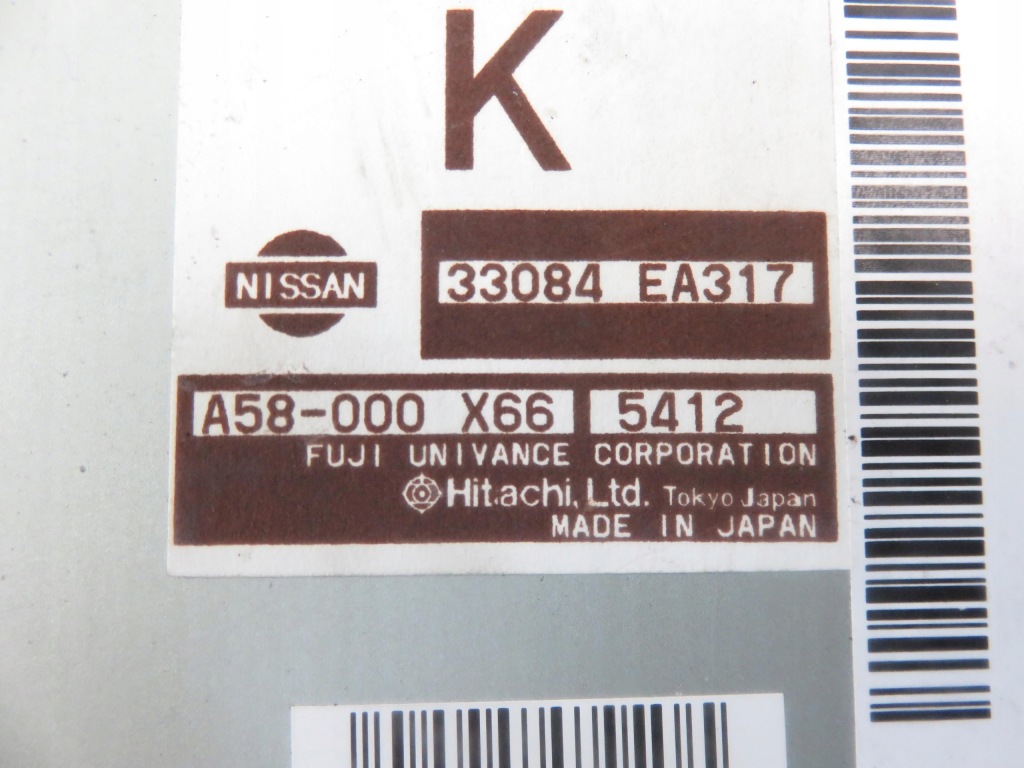 K
NISSAN
33084 EA317
A58-000 X66 5412
FUJI UNIVANCE CORPORATION
Hitachi, Ltd. Tokyo Japan
MADE IN JAPAN